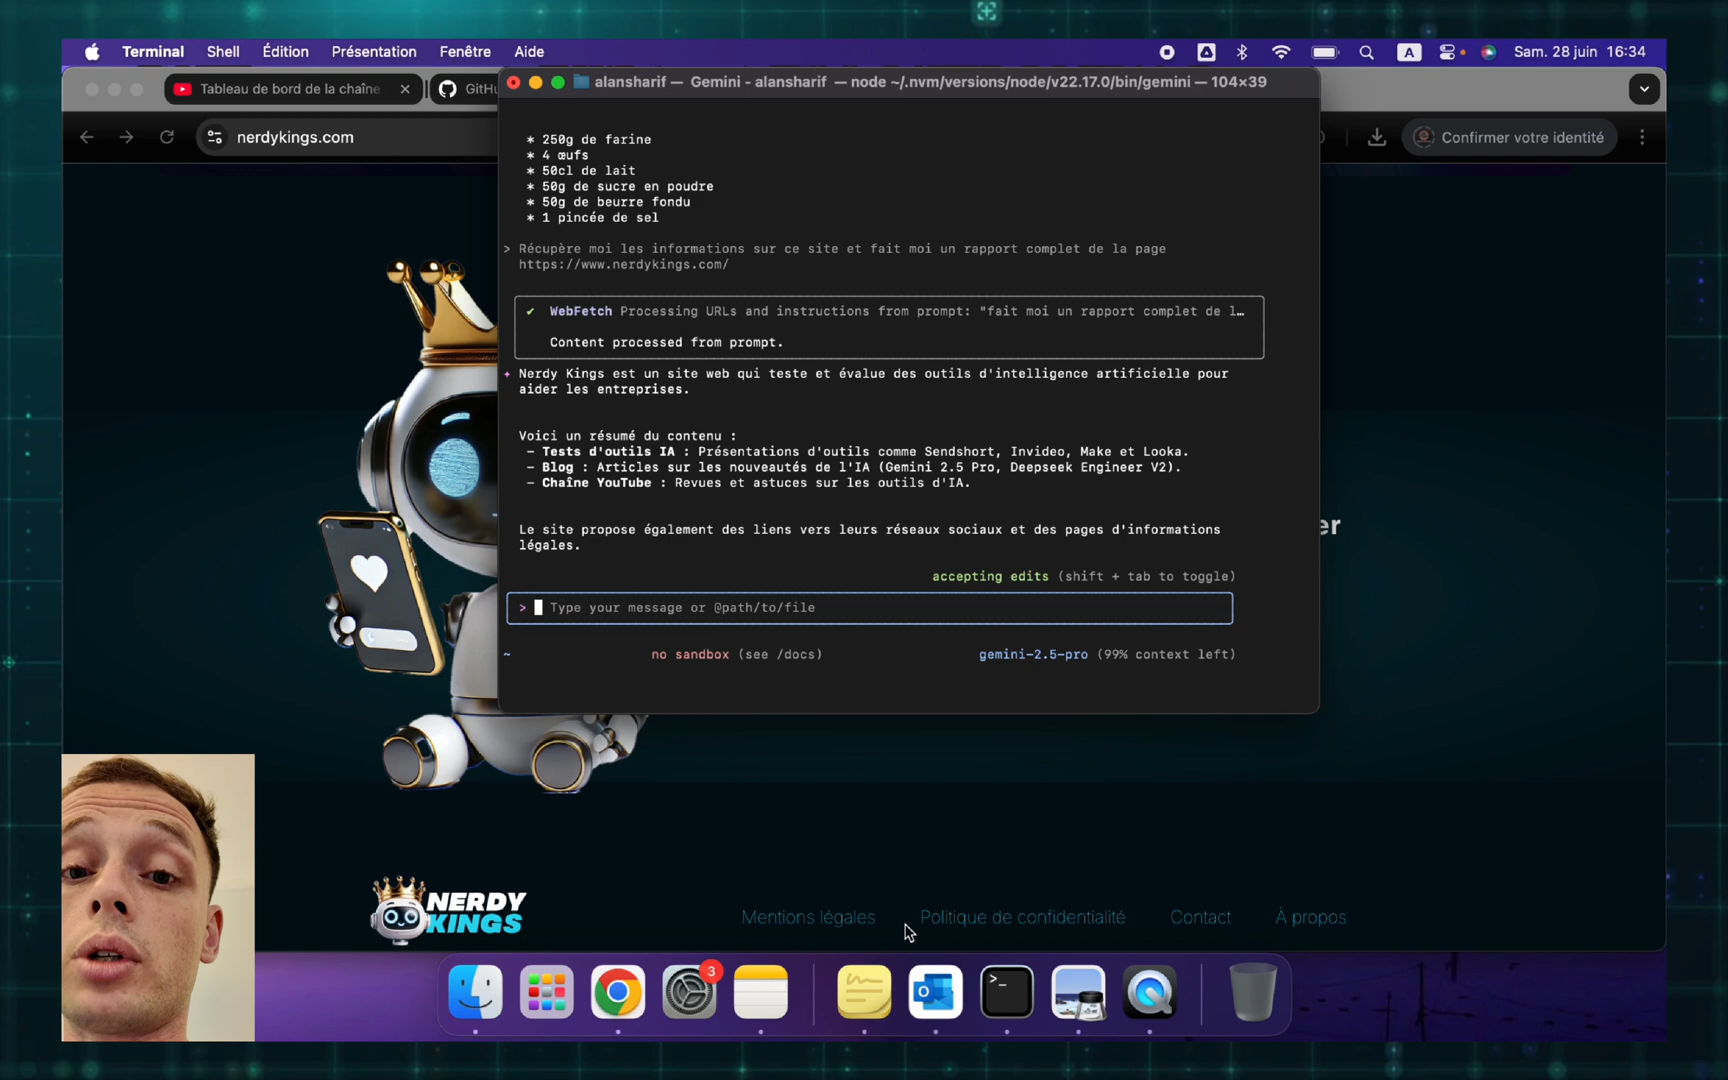 Terminal Shell Édition Présentation Fenêtre Aide
A Sam. 28 juin 16:34
Tableau de bord de la chaîne
alansharif — Gemini - alansharif — node ~/.nvm/versions/node/v22.17.0/bin/gemini — 104×39
nerdykings.com
Confirmer votre identité
* 250g de farine
* 4 œufs
* 50cl de lait
* 50g de sucre en poudre
* 50g de beurre fondu
* 1 pincée de sel
> Récupère moi les informations sur ce site et fait moi un rapport complet de la page
https://www.nerdykings.com/
✔ WebFetch Processing URLs and instructions from prompt: "fait moi un rapport complet de l…
Content processed from prompt.
✦ Nerdy Kings est un site web qui teste et évalue des outils d'intelligence artificielle pour
aider les entreprises.
Voici un résumé du contenu :
– Tests d'outils IA : Présentations d'outils comme Sendshort, Invideo, Make et Looka.
– Blog : Articles sur les nouveautés de l'IA (Gemini 2.5 Pro, Deepseek Engineer V2).
– Chaîne YouTube : Revues et astuces sur les outils d'IA.
Le site propose également des liens vers leurs réseaux sociaux et des pages d'informations
légales.
er
accepting edits (shift + tab to toggle)
> Type your message or @path/to/file
~ no sandbox (see /docs) gemini-2.5-pro (99% context left)
NERDY
KINGS
Mentions légales Politique de confidentialité Contact À propos
3
>_